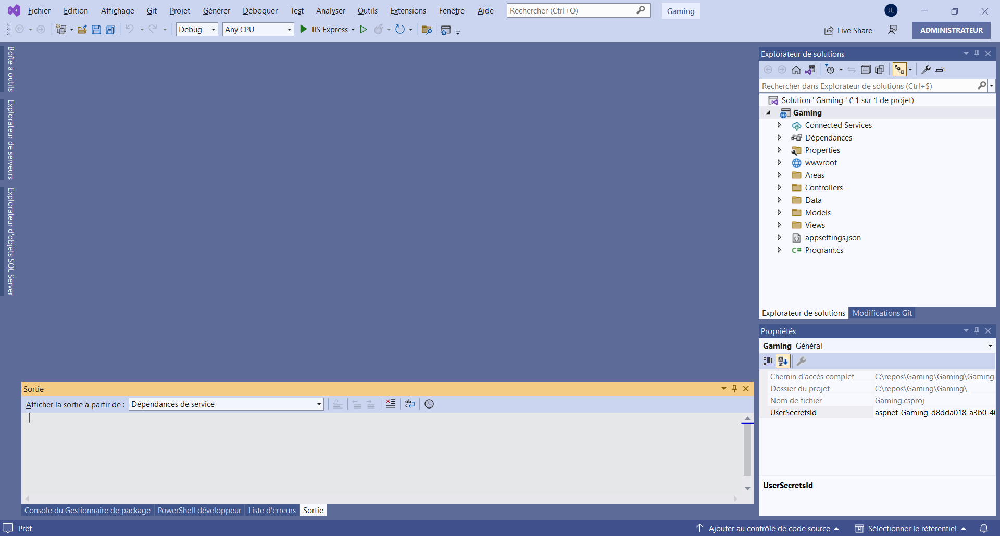 Fichier Edition Affichage Git Projet Générer Déboguer Test Analyser Outils Extensions Fenêtre Aide Rechercher (Ctrl+Q) Gaming JL
Debug Any CPU IIS Express Live Share ADMINISTRATEUR
Boîte à outils
Explorateur de serveurs
Explorateur d'objets SQL Server
Explorateur de solutions
Rechercher dans Explorateur de solutions (Ctrl+$)
Solution ' Gaming ' (' 1 sur 1 de projet)
Gaming
Connected Services
Dépendances
Properties
wwwroot
Areas
Controllers
Data
Models
Views
appsettings.json
C# Program.cs
Explorateur de solutions Modifications Git
Propriétés
Gaming Général
Chemin d'accès complet C:\repos\Gaming\Gaming\Gaming.
Dossier du projet C:\repos\Gaming\Gaming\
Nom de fichier Gaming.csproj
UserSecretsId aspnet-Gaming-d8dda018-a3b0-40
UserSecretsId
Sortie
Afficher la sortie à partir de : Dépendances de service
Console du Gestionnaire de package PowerShell développeur Liste d'erreurs Sortie
Prêt Ajouter au contrôle de code source Sélectionner le référentiel